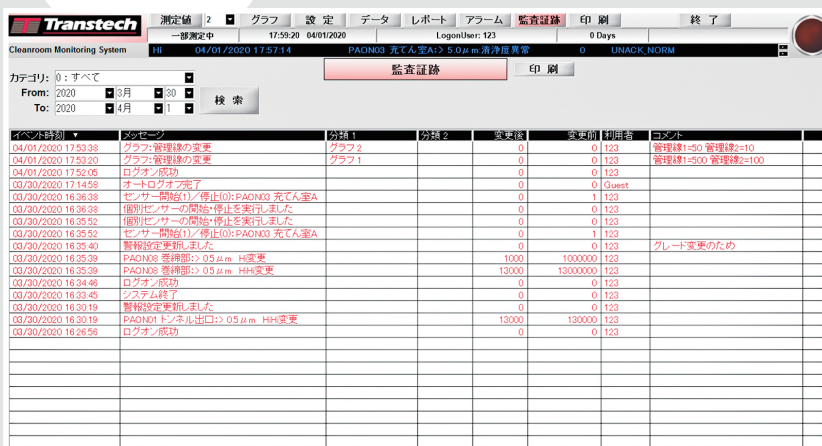 Transtech
測定値 2 グラフ 設 定 データ レポート アラーム 監査証跡 印 刷 終 了
一部測定中 17:59:20 04/01/2020 LogonUser: 123 0 Days
Cleanroom Monitoring System Hi 04/01/2020 17:57:14 PAON03 充てん室A:> 5.0μm:清浄度異常 0 UNACK_NORM
監査証跡 印 刷
カテゴリ: 0:すべて
From: 2020 3月 30
To: 2020 4月 1
検 索
イベント時刻 ▼ メッセージ 分類 1 分類 2 変更後 変更前 利用者 コメント
04/01/2020 17:53:38 グラフ:管理線の変更 グラフ 2 0 0 123 管理線1=50 管理線2=10
04/01/2020 17:53:20 グラフ:管理線の変更 グラフ 1 0 0 123 管理線1=500 管理線2=100
04/01/2020 17:52:05 ログオン成功 0 0 123
03/30/2020 17:14:58 オートログオフ完了 0 0 Guest
03/30/2020 16:36:38 センサー開始(1)/停止(0): PAON03 充てん室A 0 1 123
03/30/2020 16:36:38 個別センサーの開始・停止を実行しました 0 0 123
03/30/2020 16:35:52 個別センサーの開始・停止を実行しました 0 0 123
03/30/2020 16:35:52 センサー開始(1)/停止(0): PAON03 充てん室A 0 1 123
03/30/2020 16:35:40 警報設定更新しました 0 0 123 グレード変更のため
03/30/2020 16:35:39 PAON08 巻締部:> 0.5μm Hi変更 1000 1000000 123
03/30/2020 16:35:39 PAON08 巻締部:> 0.5μm HiHi変更 13000 13000000 123
03/30/2020 16:34:46 ログオン成功 0 0 123
03/30/2020 16:33:45 システム終了 0 0 123
03/30/2020 16:30:19 警報設定更新しました 0 0 123
03/30/2020 16:30:19 PAON01 トンネル出口:> 0.5μm HiHi変更 13000 130000 123
03/30/2020 16:26:56 ログオン成功 0 0 123